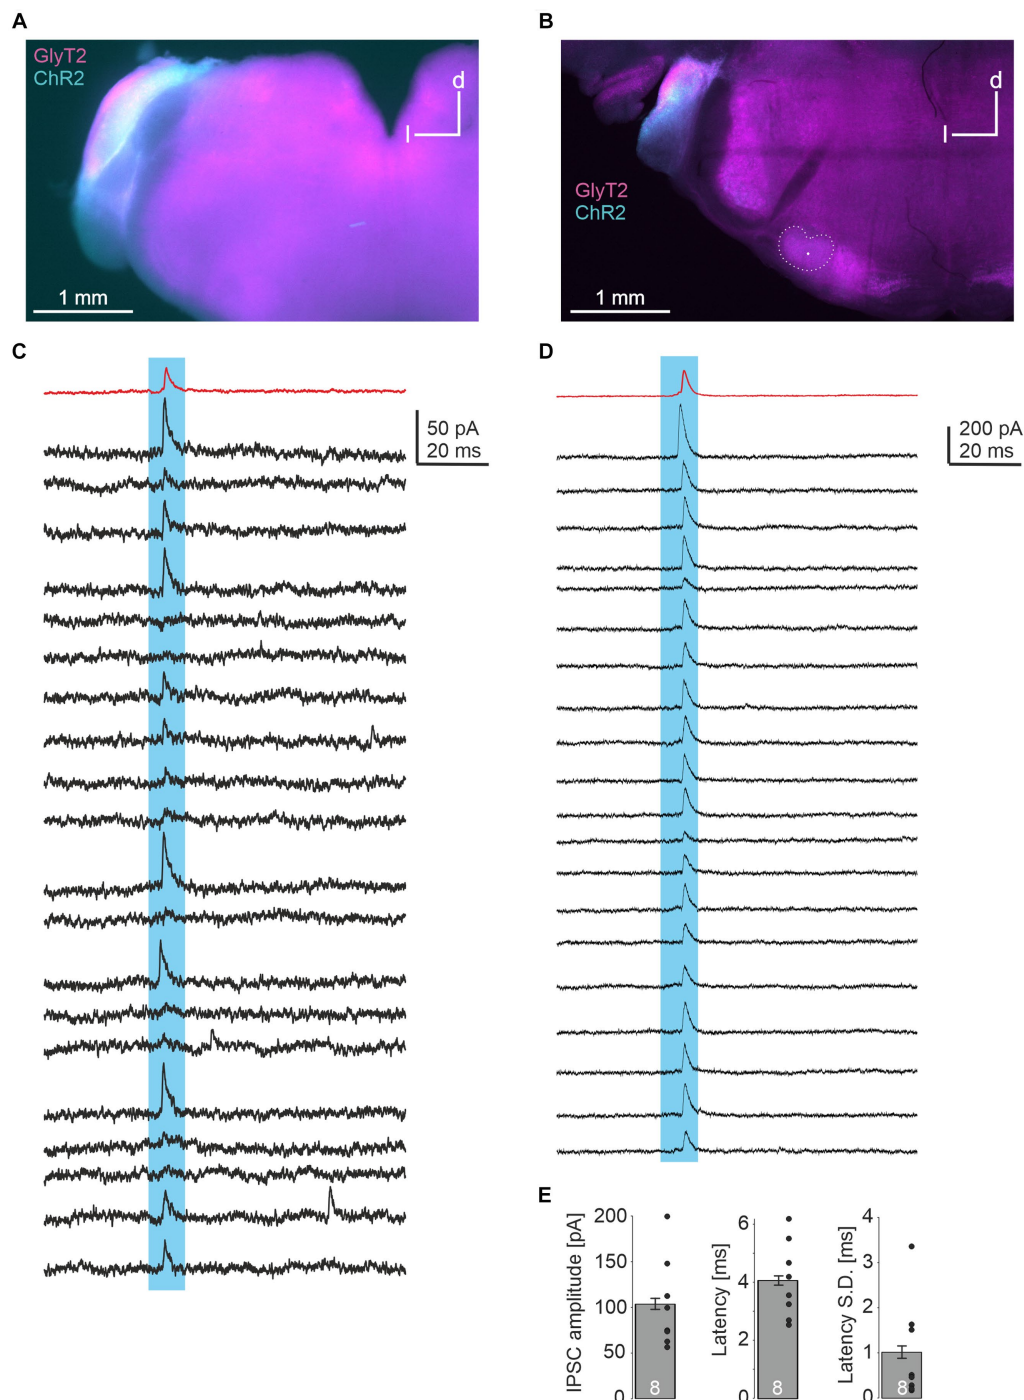 A
GlyT2
ChR2
d
l
1 mm
B
d
l
GlyT2
ChR2
1 mm
C
50 pA
20 ms
D
200 pA
20 ms
E
IPSC amplitude [pA]
200
150
100
50
0
8
Latency [ms]
6
4
2
0
8
Latency S.D. [ms]
4
3
2
1
0
8